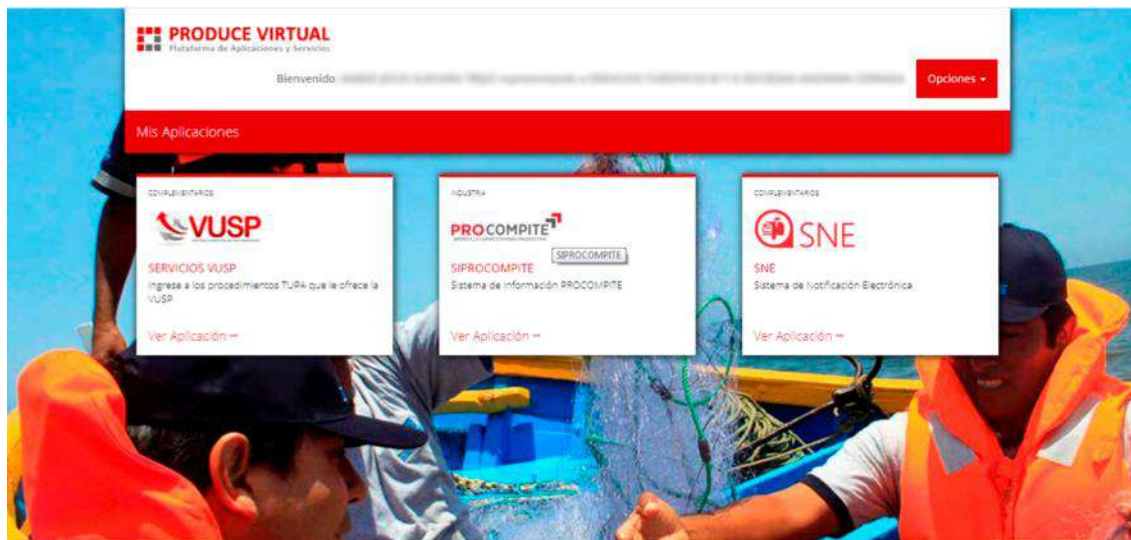 PRODUCE VIRTUAL
Plataforma de Aplicaciones y Servicios
Bienvenido
Opciones
Mis Aplicaciones
COMPLEMENTARIOS
VUSP
SERVICIOS VUSP
Ingrese a los procedimientos TUPA que le ofrece la
VUSP
Ver Aplicación
INDUSTRIA
PROCOMPITE
SIPROCOMPITE
SIPROCOMPITE
Sistema de Información PROCOMPITE
Ver Aplicación
COMPLEMENTARIOS
SNE
SNE
Sistema de Notificación Electrónica
Ver Aplicación